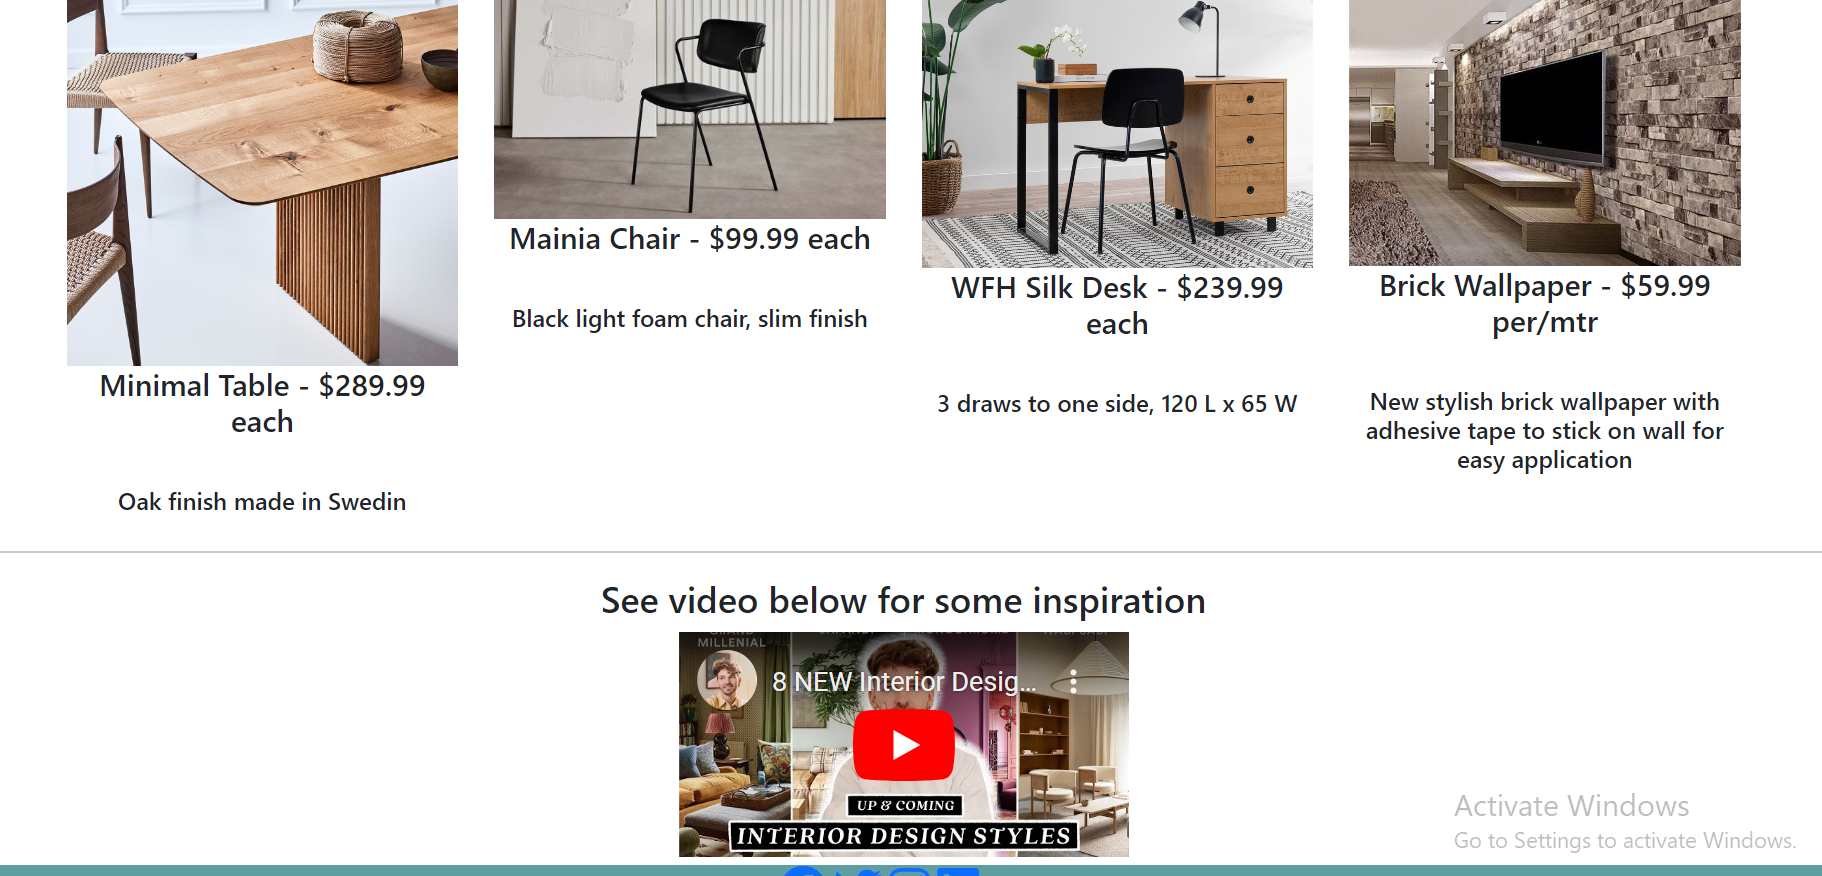 Minimal Table - $289.99
each
Oak finish made in Swedin
Mainia Chair - $99.99 each
Black light foam chair, slim finish
WFH Silk Desk - $239.99
each
3 draws to one side, 120 L x 65 W
Brick Wallpaper - $59.99
per/mtr
New stylish brick wallpaper with
adhesive tape to stick on wall for
easy application
See video below for some inspiration
MILLENIAL
8 NEW Interior Desig...
UP & COMING
INTERIOR DESIGN STYLES
Activate Windows
Go to Settings to activate Windows.